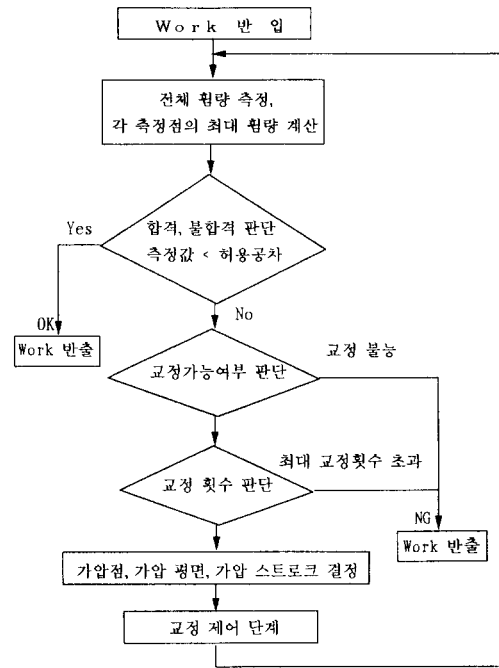 Work 반 입
전체 휨량 측정,
각 측정점의 최대 휨량 계산
합격, 불합격 판단
측정값 < 허용공차
Yes
No
OK
Work 반출
교정 불능
교정가능여부 판단
최대 교정횟수 초과
교정 횟수 판단
NG
Work 반출
가압점, 가압 평면, 가압 스트로크 결정
교정 제어 단계